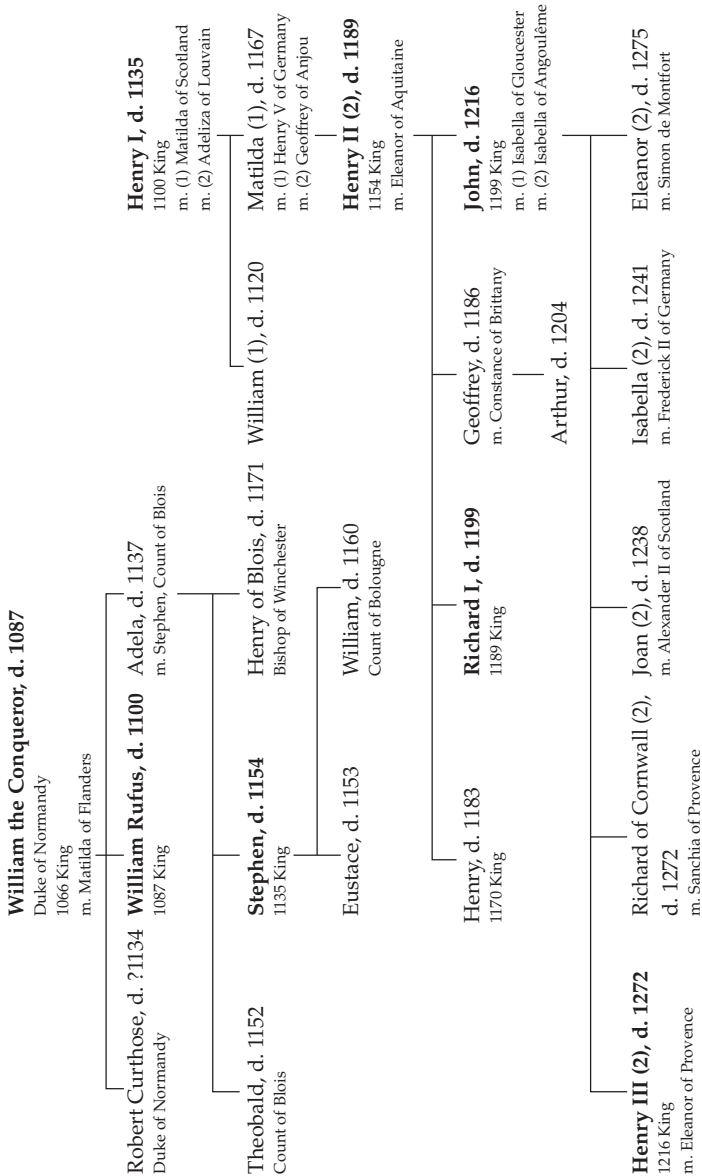 William the Conqueror, d. 1087
Duke of Normandy
1066 King
m. Matilda of Flanders
Robert Curthose, d. ?1134
Duke of Normandy
William Rufus, d. 1100
1087 King
Adela, d. 1137
m. Stephen, Count of Blois
Henry I, d. 1135
1100 King
m. (1) Matilda of Scotland
m. (2) Adeliza of Louvain
Theobald, d. 1152
Count of Blois
Stephen, d. 1154
1135 King
Henry of Blois, d. 1171
Bishop of Winchester
William (1), d. 1120
Matilda (1), d. 1167
m. (1) Henry V of Germany
m. (2) Geoffrey of Anjou
Eustace, d. 1153
William, d. 1160
Count of Bolougne
Henry II (2), d. 1189
1154 King
m. Eleanor of Aquitaine
Henry, d. 1183
1170 King
Richard I, d. 1199
1189 King
Geoffrey, d. 1186
m. Constance of Brittany
John, d. 1216
1199 King
m. (1) Isabella of Gloucester
m. (2) Isabella of Angoulême
Arthur, d. 1204
Henry III (2), d. 1272
1216 King
m. Eleanor of Provence
Richard of Cornwall (2),
d. 1272
m. Sanchia of Provence
Joan (2), d. 1238
m. Alexander II of Scotland
Isabella (2), d. 1241
m. Frederick II of Germany
Eleanor (2), d. 1275
m. Simon de Montfort